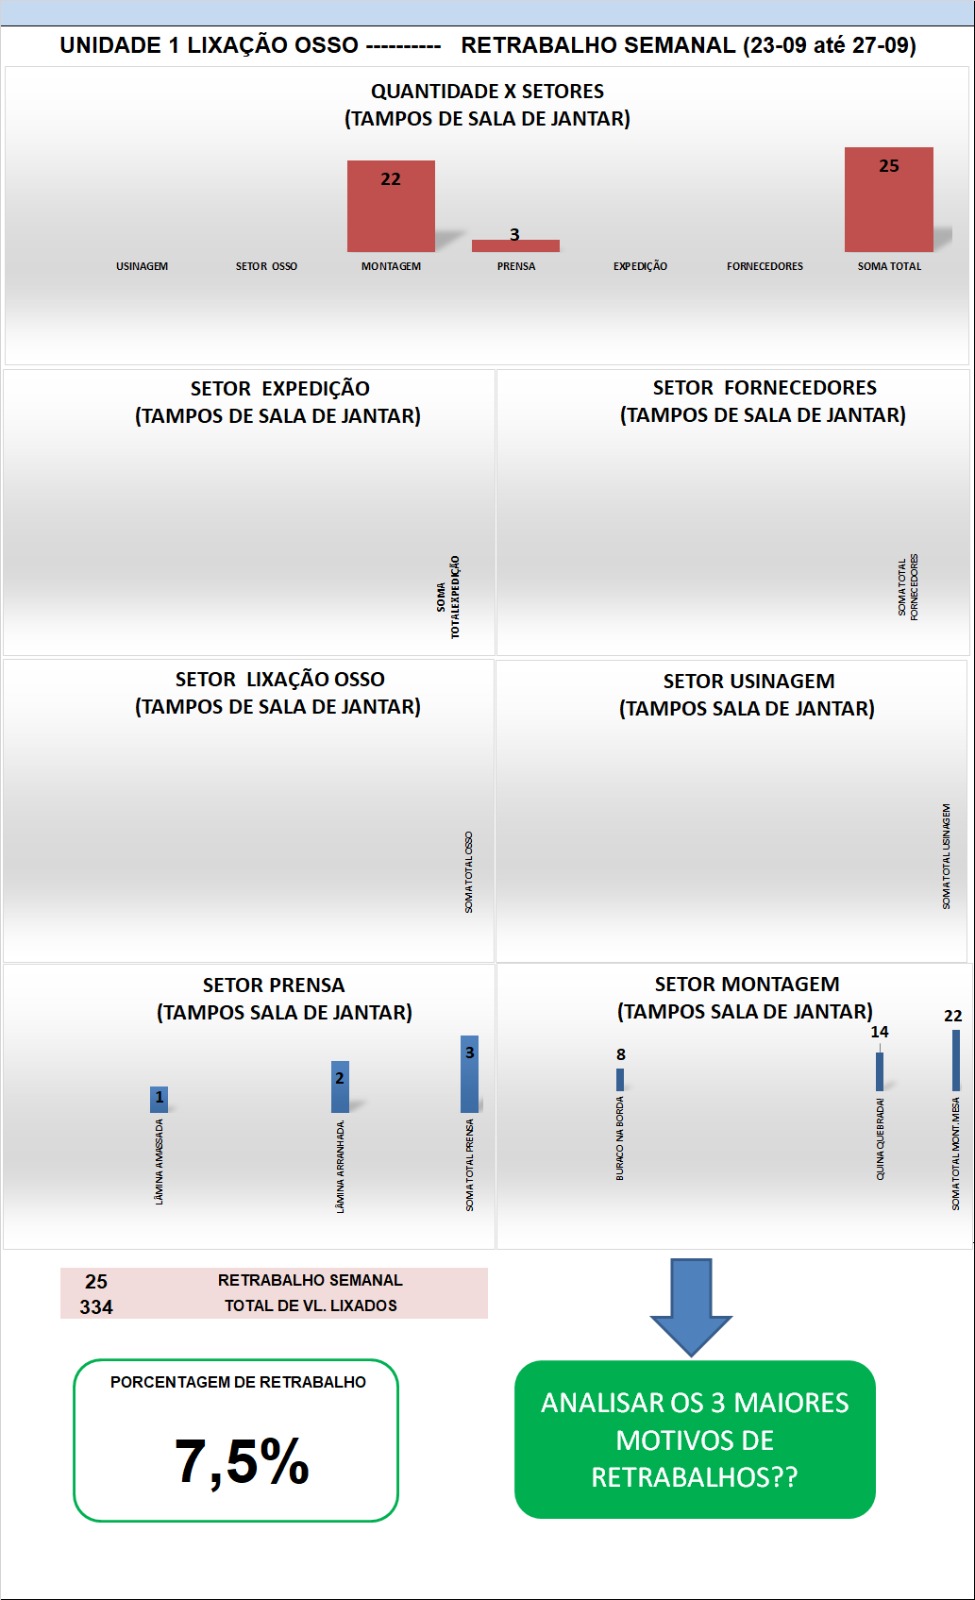 UNIDADE 1 LIXAÇÃO OSSO ---------- RETRABALHO SEMANAL (23-09 até 27-09)
QUANTIDADE X SETORES
(TAMPOS DE SALA DE JANTAR)
22
3
25
USINAGEM
SETOR OSSO
MONTAGEM
PRENSA
EXPEDIÇÃO
FORNECEDORES
SOMA TOTAL
SETOR EXPEDIÇÃO
(TAMPOS DE SALA DE JANTAR)
SOMA
TOTALEXPEDIÇÃO
SETOR FORNECEDORES
(TAMPOS DE SALA DE JANTAR)
SOMA TOTAL
FORNECEDORES
SETOR LIXAÇÃO OSSO
(TAMPOS DE SALA DE JANTAR)
SOMA TOTAL OSSO
SETOR USINAGEM
(TAMPOS SALA DE JANTAR)
SOMA TOTAL USINAGEM
SETOR PRENSA
(TAMPOS SALA DE JANTAR)
1
2
3
LÂMINA AMASSADA
LÂMINA ARRANHADA.
SOMA TOTAL PRENSA
SETOR MONTAGEM
(TAMPOS SALA DE JANTAR)
8
14
22
BURACO NA BORDA
QUINA QUEBRADA!
SOMA TOTAL MONT.MESA
25 RETRABALHO SEMANAL
334 TOTAL DE VL. LIXADOS
PORCENTAGEM DE RETRABALHO
7,5%
ANALISAR OS 3 MAIORES
MOTIVOS DE
RETRABALHOS??